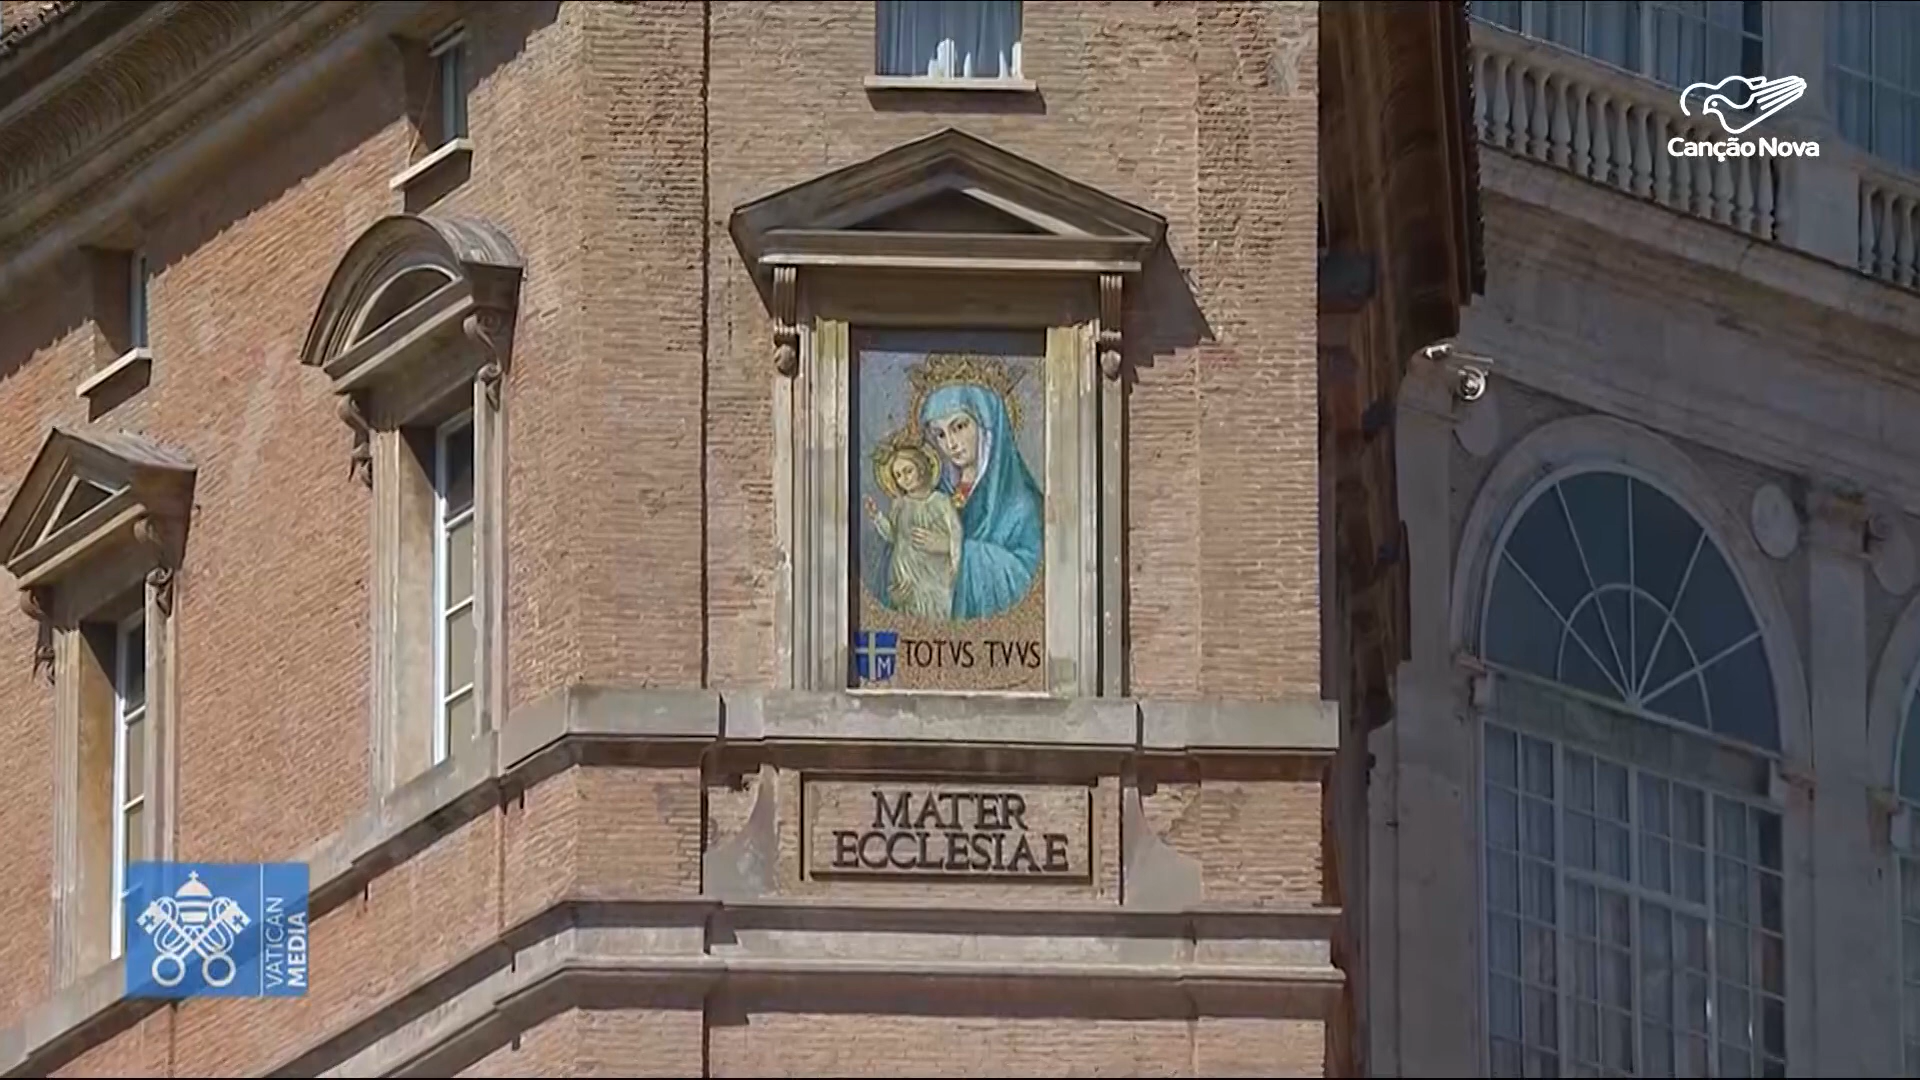 Canção Nova
M
TOTVS TVVS
MATER
ECCLESIAE
VATICAN
MEDIA